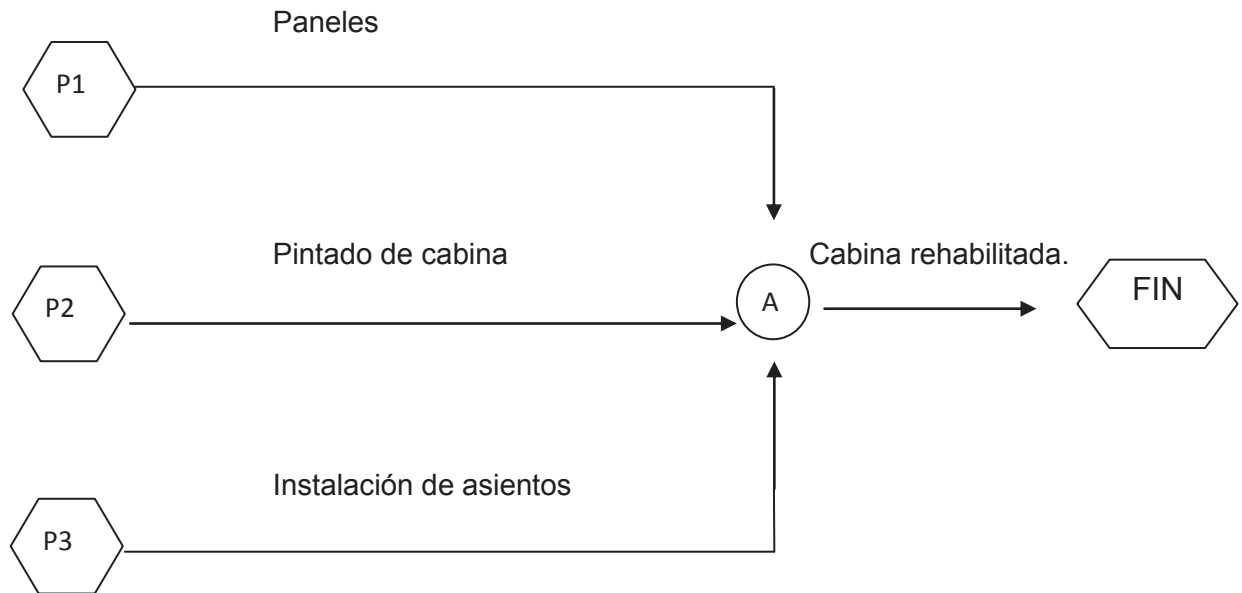 Paneles
P1
Pintado de cabina
Cabina rehabilitada.
P2
A
FIN
Instalación de asientos
P3